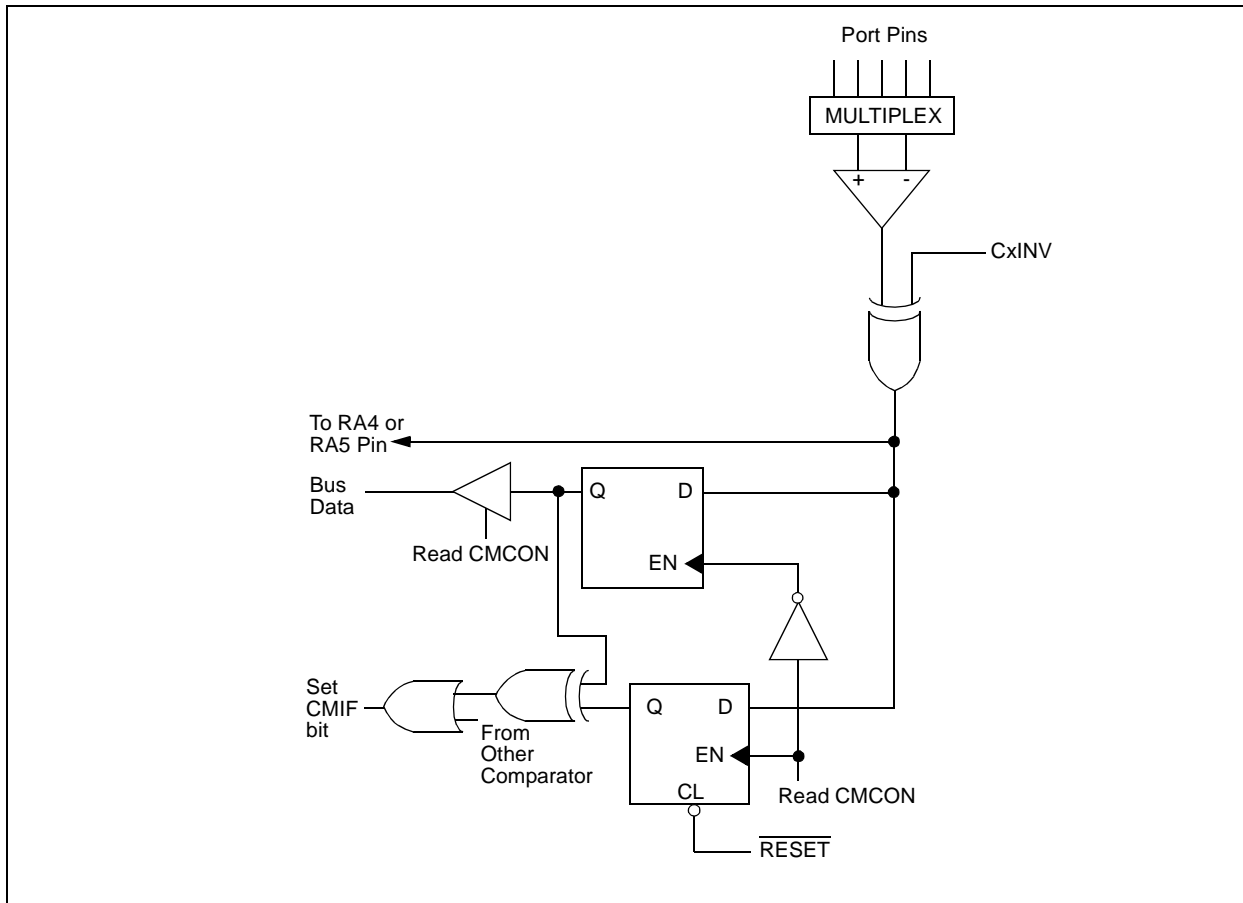 Port Pins
MULTIPLEX
+ -
CxINV
To RA4 or
RA5 Pin
Bus
Data
Q D
Read CMCON
EN
Set
CMIF
bit
Q D
From
Other
Comparator
EN
CL
Read CMCON
RESET